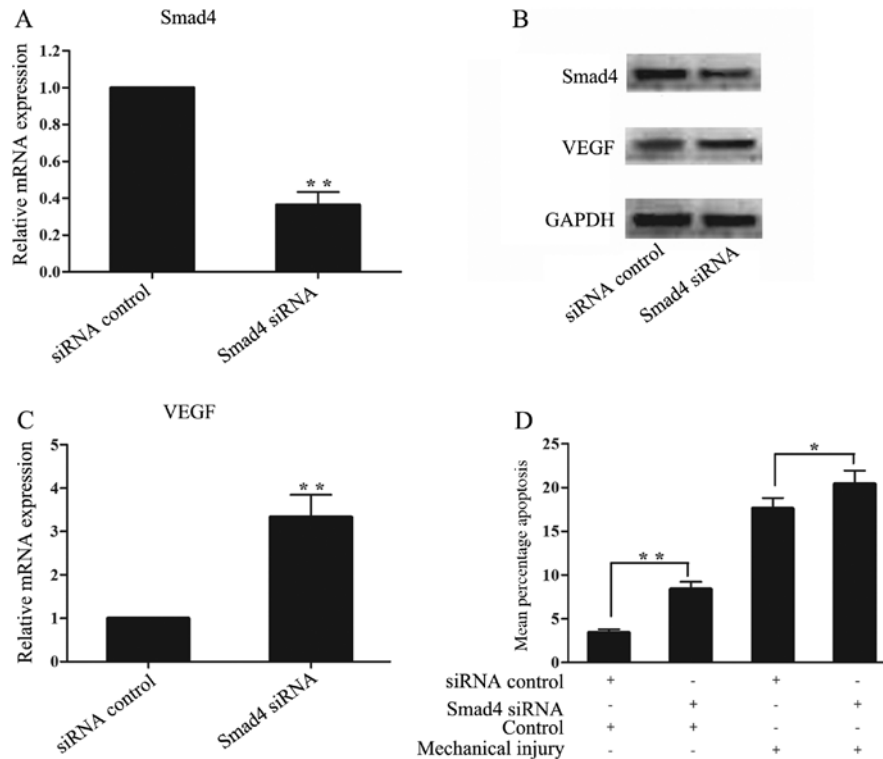 A
Smad4
Relative mRNA expression
1.2
1.0
0.8
0.6
0.4
0.2
0.0
* *
siRNA control
Smad4 siRNA
B
Smad4
VEGF
GAPDH
siRNA control
Smad4 siRNA
C
VEGF
Relative mRNA expression
5
4
3
2
1
0
* *
siRNA control
Smad4 siRNA
D
Mean percentage apoptosis
25
20
15
10
5
0
* *
*
siRNA control + - + -
Smad4 siRNA - + - +
Control + + - -
Mechanical injury - - + +